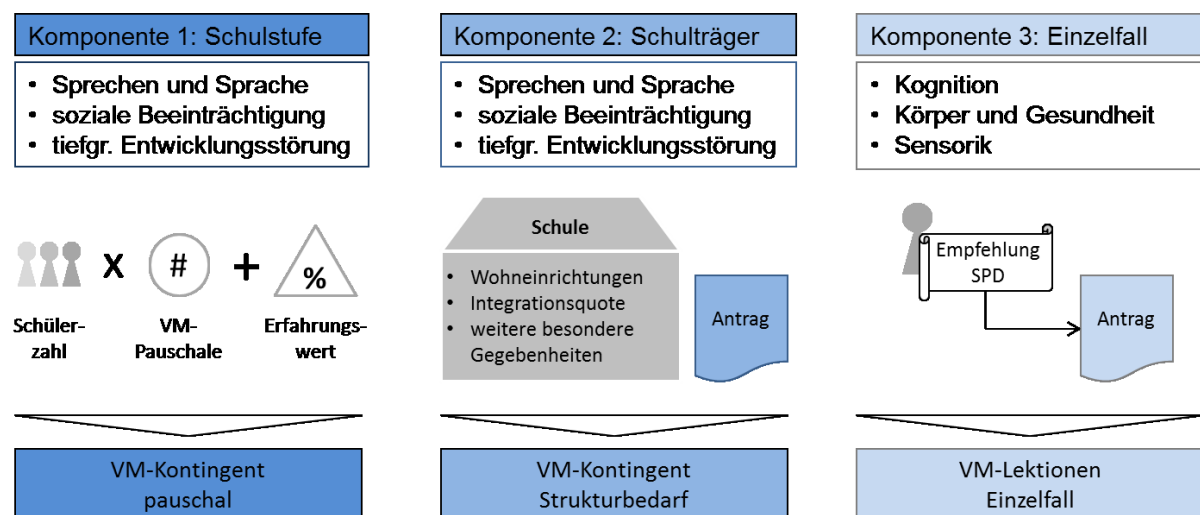 Komponente 1: Schulstufe
• Sprechen und Sprache
• soziale Beeinträchtigung
• tiefgr. Entwicklungsstörung
x
#
+
%
Schüler-
zahl
VM-
Pauschale
Erfahrungs-
wert
VM-Kontingent
pauschal
Komponente 2: Schulträger
• Sprechen und Sprache
• soziale Beeinträchtigung
• tiefgr. Entwicklungsstörung
Schule
• Wohneinrichtungen
• Integrationsquote
• weitere besondere
Gegebenheiten
Antrag
VM-Kontingent
Strukturbedarf
Komponente 3: Einzelfall
• Kognition
• Körper und Gesundheit
• Sensorik
Empfehlung
SPD
Antrag
VM-Lektionen
Einzelfall